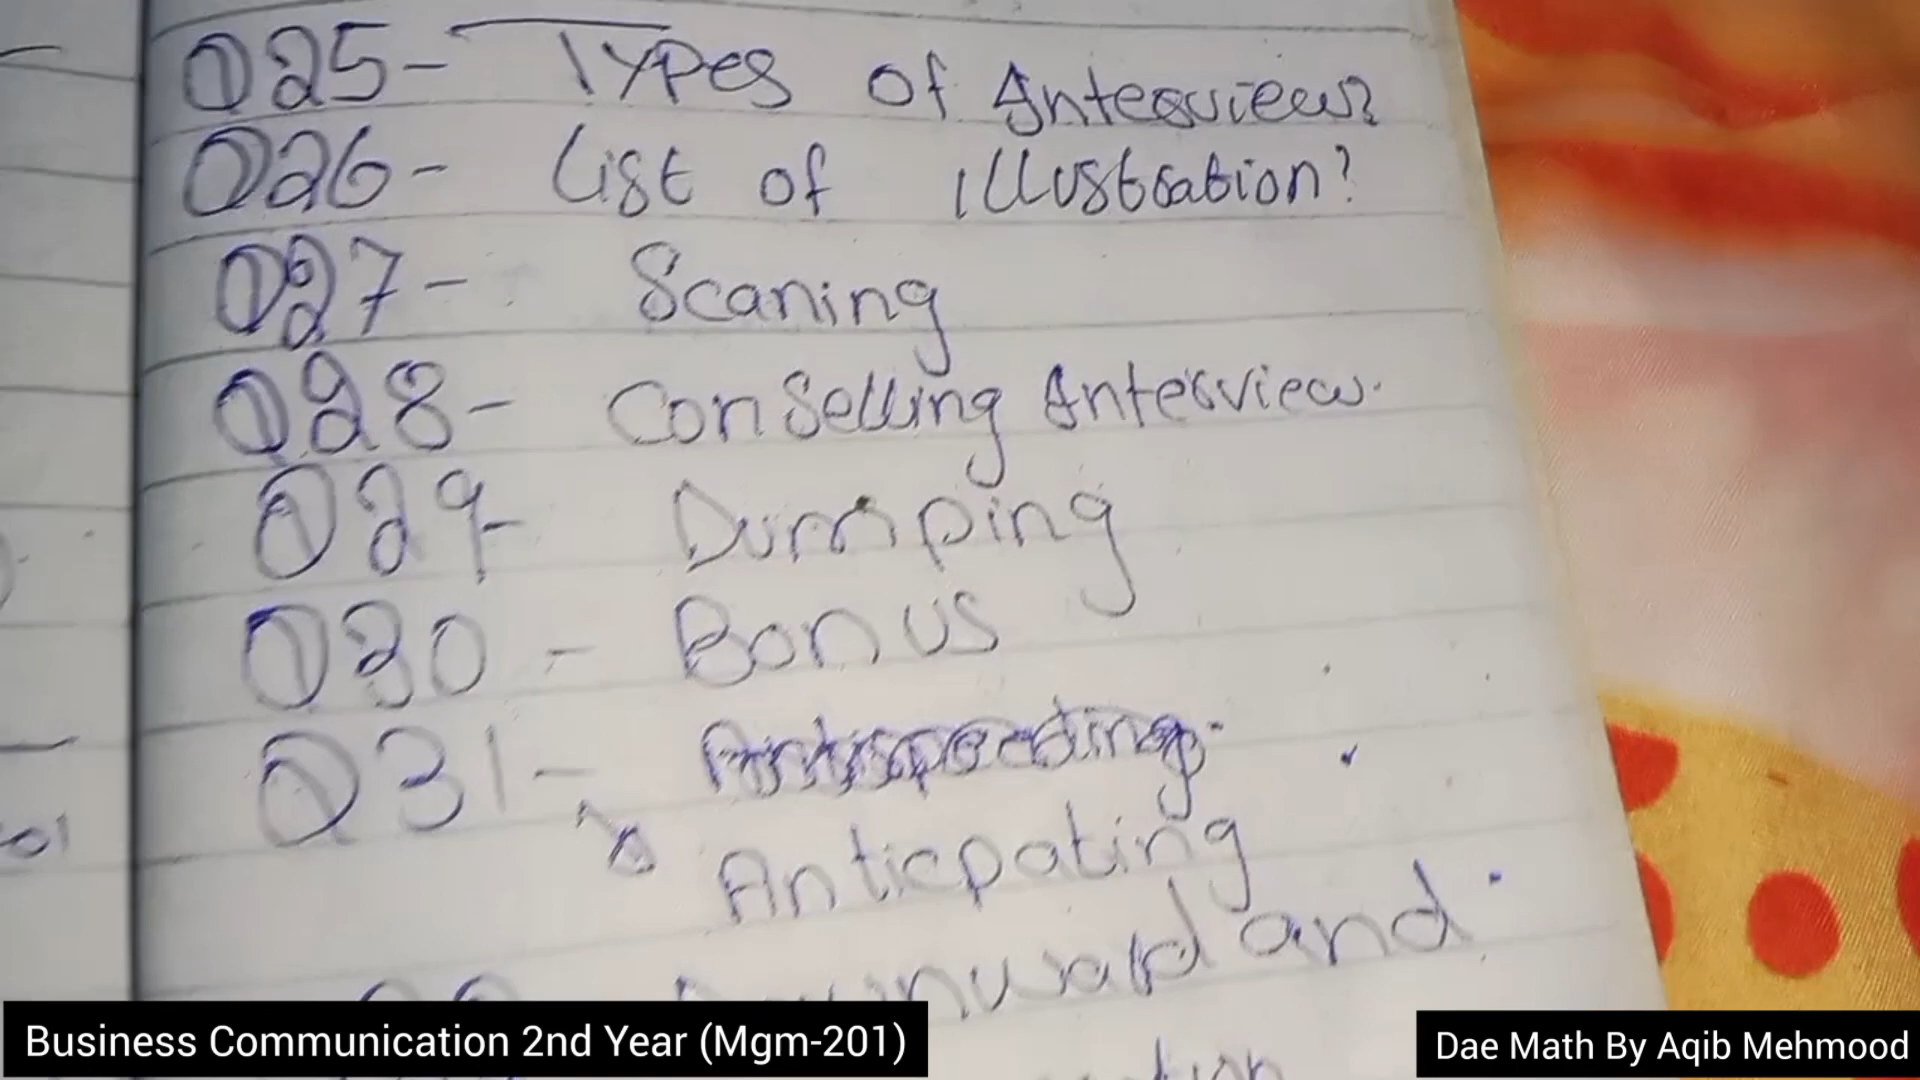 Q25- Types of Interview?
Q26- List of illustration?
Q27- Scaning
Q28- Conselling Interview.
Q29- Dumping
Q30 - Bonus
Q31-
Anticpating
and
Business Communication 2nd Year (Mgm-201)
Dae Math By Aqib Mehmood